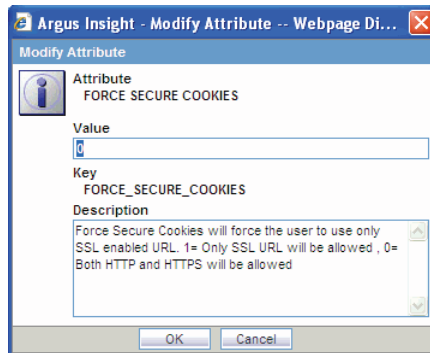 Argus Insight - Modify Attribute -- Webpage Di...
Modify Attribute
Attribute
FORCE SECURE COOKIES
Value
0
Key
FORCE_SECURE_COOKIES
Description
Force Secure Cookies will force the user to use only
SSL enabled URL. 1= Only SSL URL will be allowed , 0=
Both HTTP and HTTPS will be allowed
OK Cancel